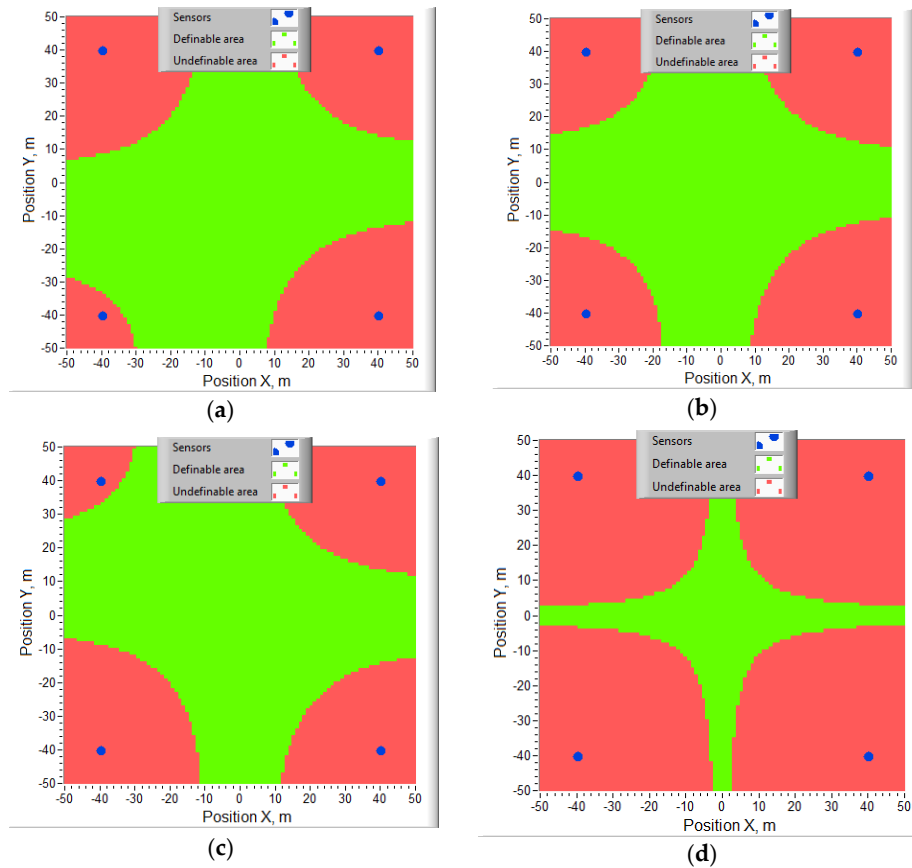 Sensors
Definable area
Undefinable area
50
40
30
20
10
0
-10
-20
-30
-40
-50
Position Y, m
-50 -40 -30 -20 -10 0 10 20 30 40 50
Position X, m
(a)
Sensors
Definable area
Undefinable area
50
40
30
20
10
0
-10
-20
-30
-40
-50
Position Y, m
-50 -40 -30 -20 -10 0 10 20 30 40 50
Position X, m
(b)
Sensors
Definable area
Undefinable area
50
40
30
20
10
0
-10
-20
-30
-40
-50
Position Y, m
-50 -40 -30 -20 -10 0 10 20 30 40 50
Position X, m
(c)
Sensors
Definable area
Undefinable area
50
40
30
20
10
0
-10
-20
-30
-40
-50
Position Y, m
-50 -40 -30 -20 -10 0 10 20 30 40 50
Position X, m
(d)